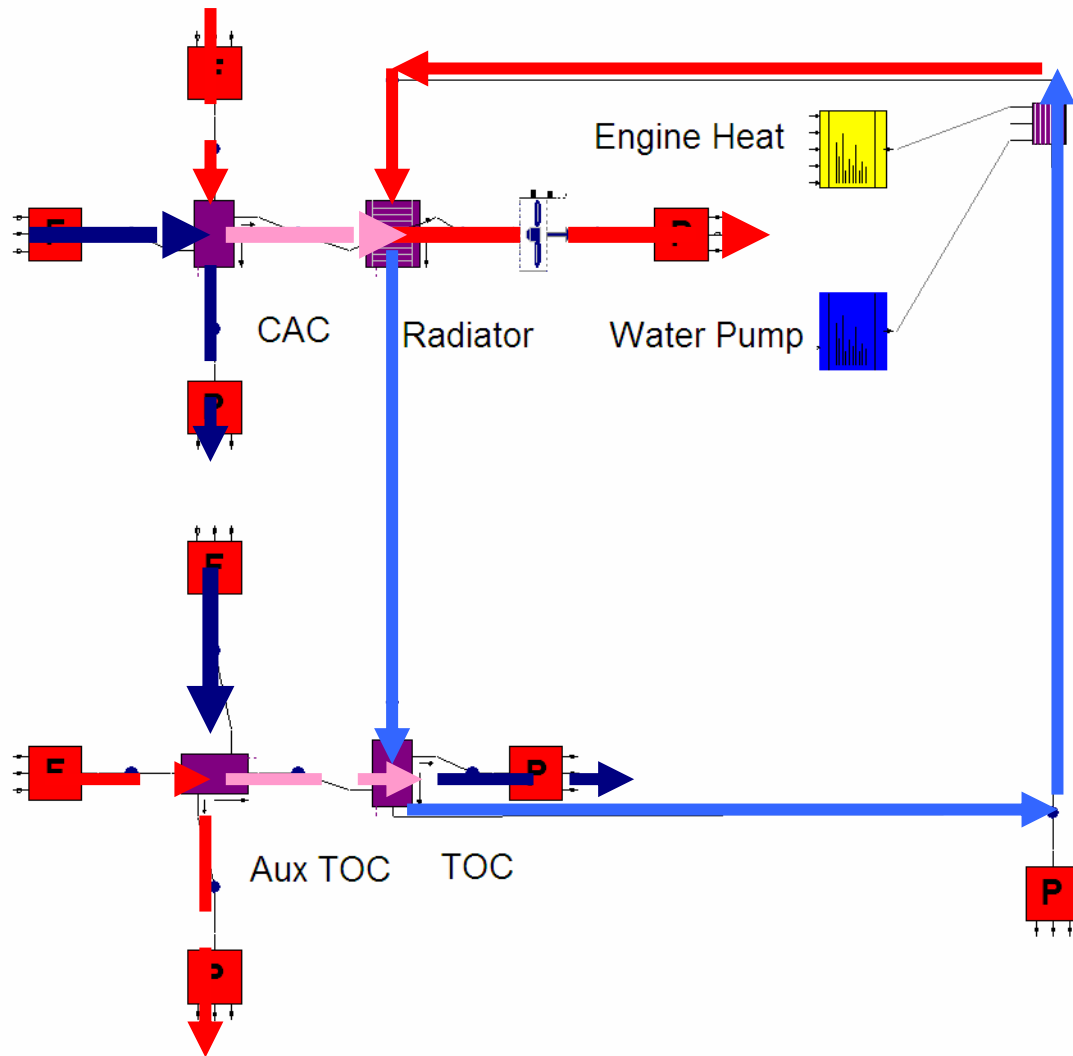 Engine Heat
CAC
Radiator
Water Pump
P
Aux TOC
TOC
P